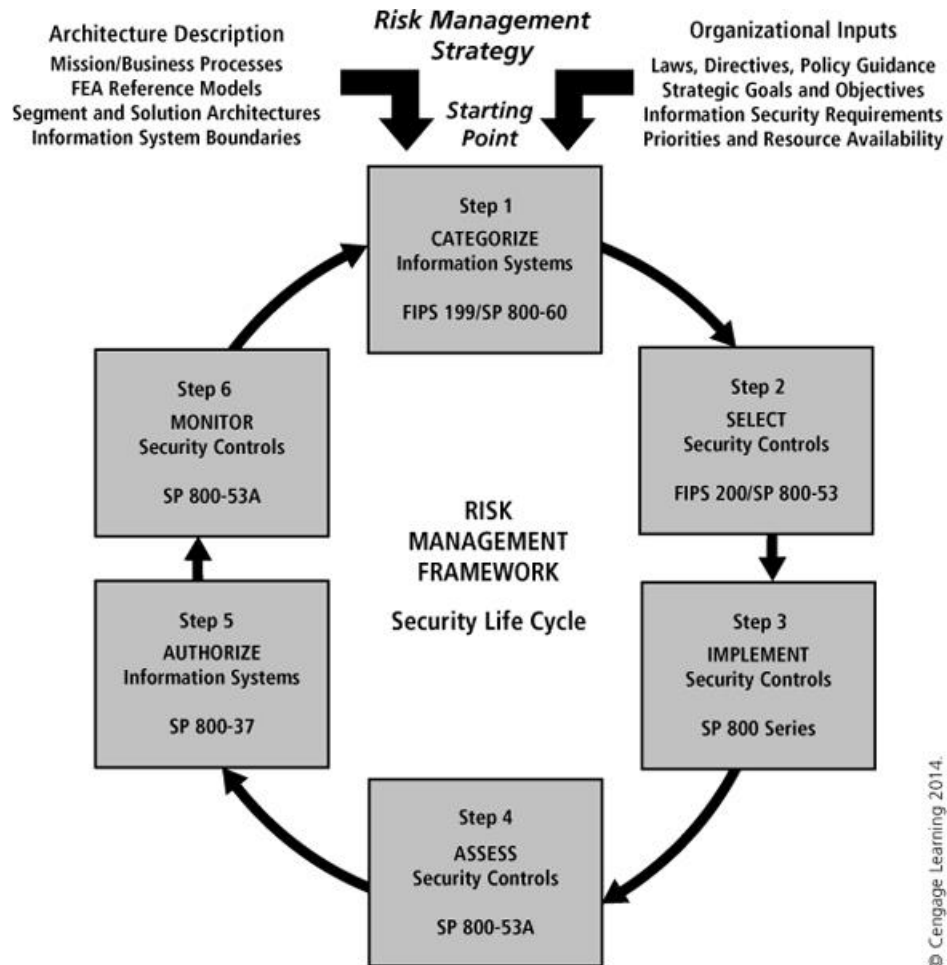 Architecture Description
Mission/Business Processes
FEA Reference Models
Segment and Solution Architectures
Information System Boundaries
Risk Management
Strategy
Starting
Point
Organizational Inputs
Laws, Directives, Policy Guidance
Strategic Goals and Objectives
Information Security Requirements
Priorities and Resource Availability
Step 1
CATEGORIZE
Information Systems
FIPS 199/SP 800-60
Step 2
SELECT
Security Controls
FIPS 200/SP 800-53
Step 3
IMPLEMENT
Security Controls
SP 800 Series
Step 4
ASSESS
Security Controls
SP 800-53A
Step 5
AUTHORIZE
Information Systems
SP 800-37
Step 6
MONITOR
Security Controls
SP 800-53A
RISK
MANAGEMENT
FRAMEWORK
Security Life Cycle
© Cengage Learning 2014.